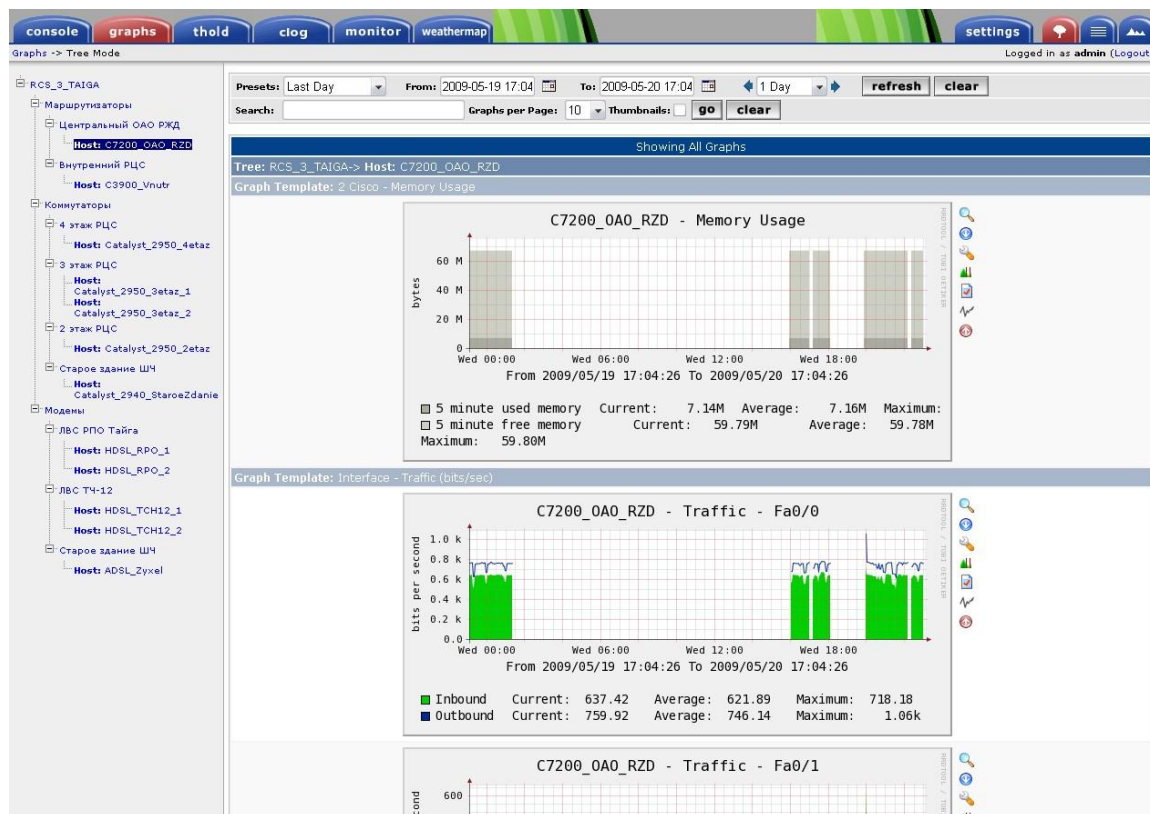 console graphs thold clog monitor weathermap settings
Graphs -> Tree Mode
Logged in as admin (Logout
RCS_3_TAIGA
Маршрутизаторы
Центральный ОАО РЖД
Host: C7200_OAO_RZD
Внутренний РЦС
Host: C3900_Vnutr
Коммутаторы
4 этаж РЦС
Host: Catalyst_2950_4etaz
3 этаж РЦС
Host:
Catalyst_2950_3etaz_1
Host:
Catalyst_2950_3etaz_2
2 этаж РЦС
Host: Catalyst_2950_2etaz
Старое здание ШЧ
Host:
Catalyst_2940_StaroeZdanie
Модемы
ЛВС РПО Тайга
Host: HDSL_RPO_1
Host: HDSL_RPO_2
ЛВС ТЧ-12
Host: HDSL_TCH12_1
Host: HDSL_TCH12_2
Старое здание ШЧ
Host: ADSL_Zyxel
Presets: Last Day From: 2009-05-19 17:04 To: 2009-05-20 17:04 1 Day refresh clear
Search: Graphs per Page: 10 Thumbnails: go clear
Showing All Graphs
Tree: RCS_3_TAIGA-> Host: C7200_OAO_RZD
Graph Template: 2 Cisco - Memory Usage
C7200_OAO_RZD - Memory Usage
RRDTOOL / TOBI OETIKER
bytes
60 M
40 M
20 M
0
Wed 00:00 Wed 06:00 Wed 12:00 Wed 18:00
From 2009/05/19 17:04:26 To 2009/05/20 17:04:26
5 minute used memory Current: 7.14M Average: 7.16M Maximum:
5 minute free memory Current: 59.79M Average: 59.78M
Maximum: 59.80M
Graph Template: Interface - Traffic (bits/sec)
C7200_OAO_RZD - Traffic - Fa0/0
RRDTOOL / TOBI OETIKER
bits per second
1.0 k
0.8 k
0.6 k
0.4 k
0.2 k
0.0
Wed 00:00 Wed 06:00 Wed 12:00 Wed 18:00
From 2009/05/19 17:04:26 To 2009/05/20 17:04:26
Inbound Current: 637.42 Average: 621.89 Maximum: 718.18
Outbound Current: 759.92 Average: 746.14 Maximum: 1.06k
C7200_OAO_RZD - Traffic - Fa0/1
RRDTOOL / TOBI
600